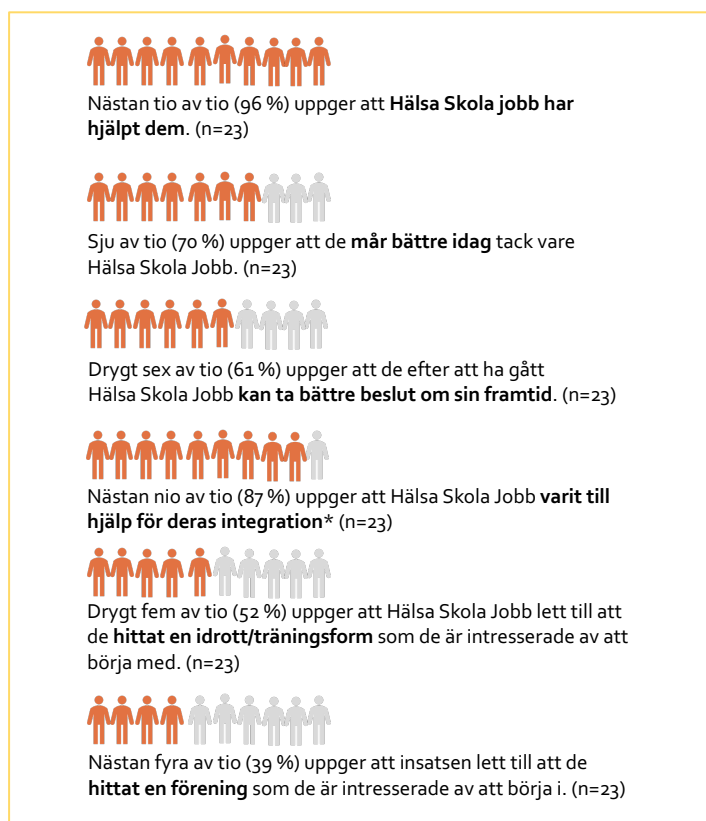 Nästan tio av tio (96 %) uppger att Hälsa Skola jobb har
hjälpt dem. (n=23)
Sju av tio (70 %) uppger att de mår bättre idag tack vare
Hälsa Skola Jobb. (n=23)
Drygt sex av tio (61 %) uppger att de efter att ha gått
Hälsa Skola Jobb kan ta bättre beslut om sin framtid. (n=23)
Nästan nio av tio (87 %) uppger att Hälsa Skola Jobb varit till
hjälp för deras integration* (n=23)
Drygt fem av tio (52 %) uppger att Hälsa Skola Jobb lett till att
de hittat en idrott/träningsform som de är intresserade av att
börja med. (n=23)
Nästan fyra av tio (39 %) uppger att insatsen lett till att de
hittat en förening som de är intresserade av att börja i. (n=23)